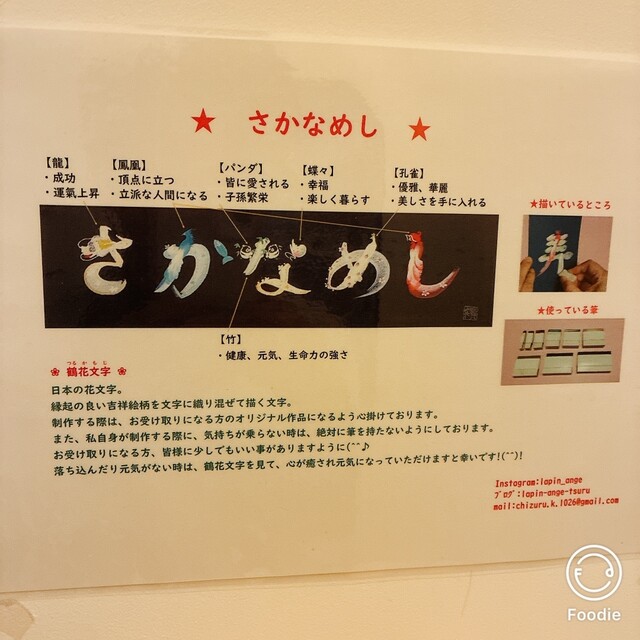 ★ さかなめし ★
【龍】
・成功
・運氣上昇
【鳳凰】
・頂点に立つ
・立派な人間になる
【パンダ】
・皆に愛される
・子孫繁栄
【蝶々】
・幸福
・楽しく暮らす
【孔雀】
・優雅、華麗
・美しさを手に入れる
さかなめし
★描いているところ
寿
★使っている筆
【竹】
・健康、元気、生命力の強さ
つるかもじ
❀ 鶴花文字 ❀
日本の花文字。
縁起の良い吉祥絵柄を文字に織り混ぜて描く文字。
制作する際は、お受け取りになる方のオリジナル作品になるよう心掛けております。
また、私自身が制作する際に、気持ちが乗らない時は、絶対に筆を持たないようにしております。
お受け取りになる方、皆様に少しでもいい事がありますように(^^♪
落ち込んだり元気がない時は、鶴花文字を見て、心が癒され元気になっていただけますと幸いです!(^^)!
Instagram:lapin_ange
ブログ:lapin-ange-tsuru
mail:chizuru.k.1026@gmail.com
Foodie